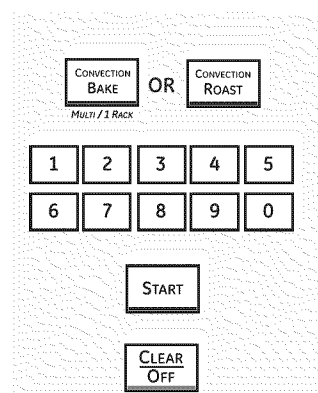 CONVECTION
BAKE
OR
CONVECTION
ROAST
MULTI / 1 RACK
1 2 3 4 5
6 7 8 9 0
START
CLEAR
OFF